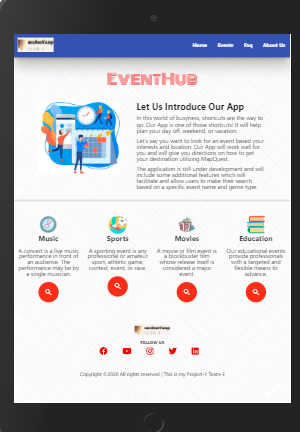 Home Events Faq About Us
EventHub
Let Us Introduce Our App
In this world of busyness, shortcuts are the way to
go. Our App is one of those shortcuts! It will help
plan your day off, weekend, or vacation.
Let's say you want to look for an event based your
interests and location. Our App will work well for
you and will give you directions on how to get
your destination utilizing MapQuest.
The application is still under development and will
include some additional features which will
facilitate and allow users to make their search
based on a specific event name and genre type.
Music
A concert is a live music
performance in front of
an audience. The
performance may be by
a single musician.
Sports
A sporting event is any
professional or amateur
sport, athletic game,
contest, event, or race.
Movies
A movie or film event is
a blockbuster film
whose release itself is
considered a major
event.
Education
Our educational events
provide professionals
with a targeted and
flexible means to
advance.
FOLLOW US
Copyright ©2020 All rights reserved | This is my Project-1 Team-3